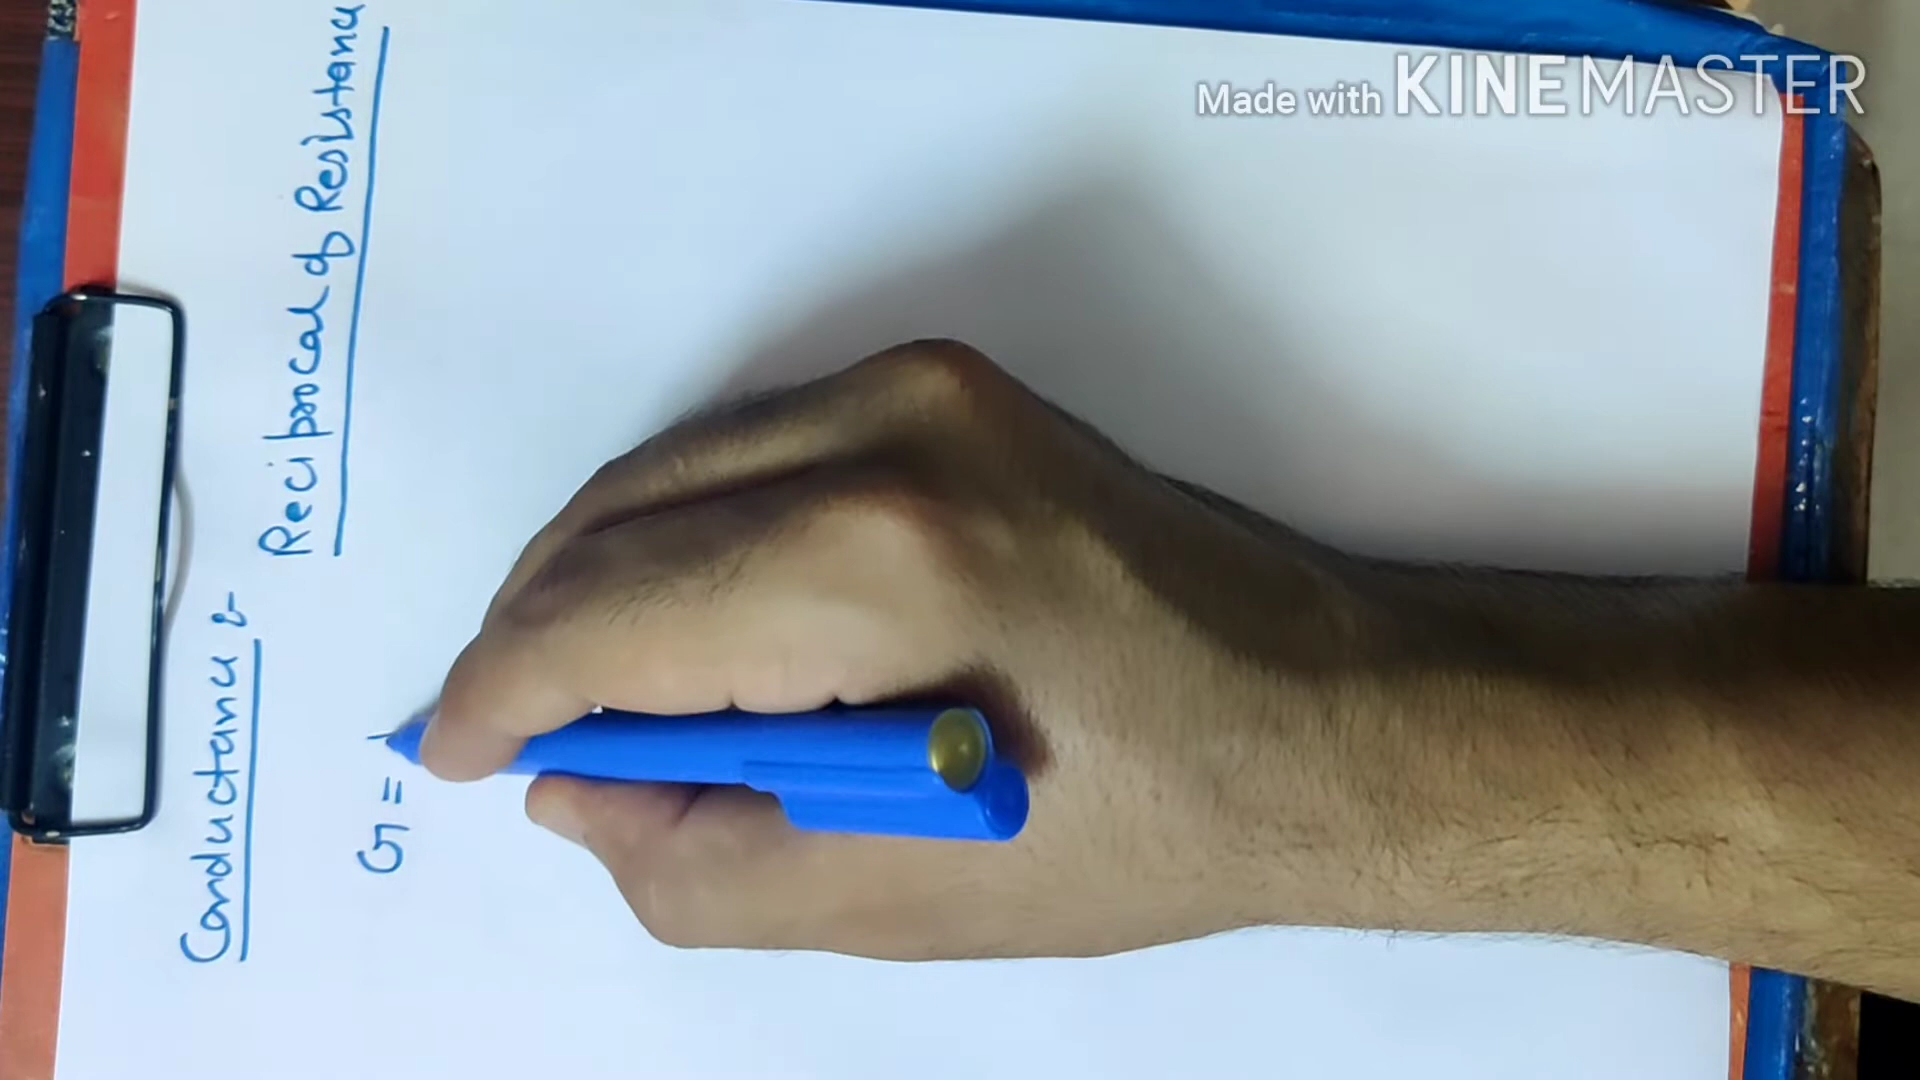 Conductance :-
Reciprocal of Resistance
G =
Made with KINEMASTER